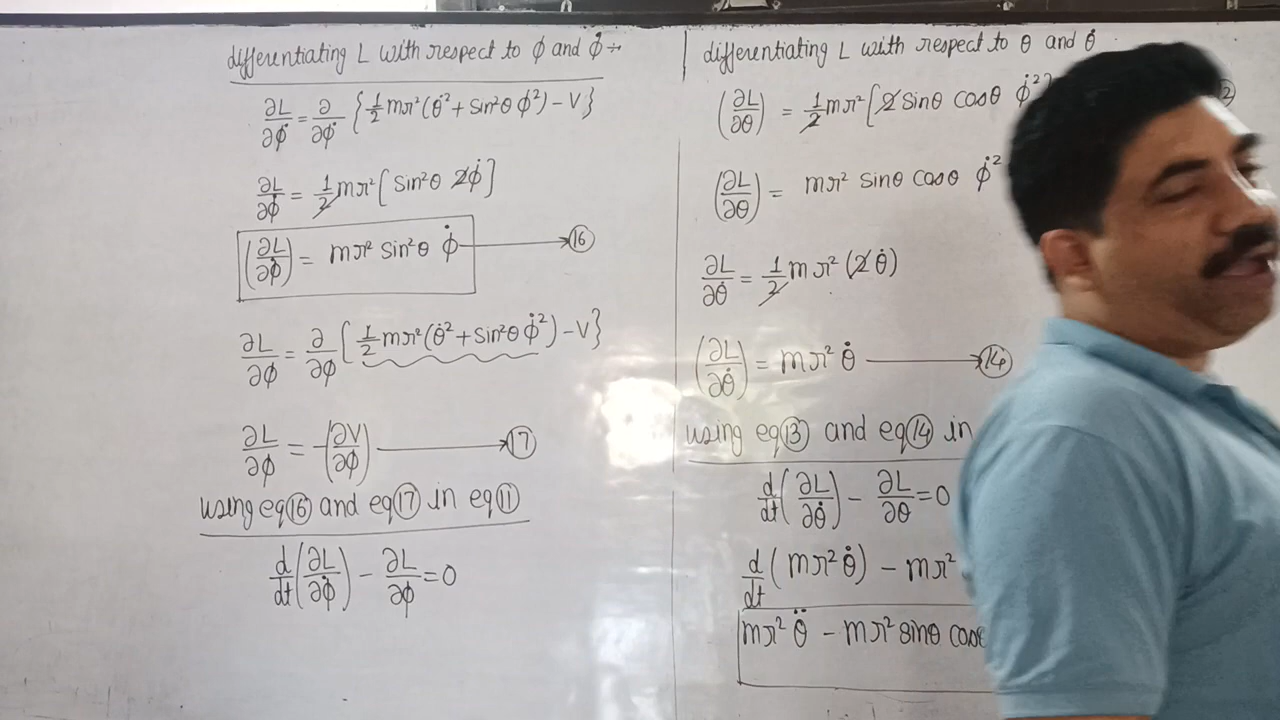 differentiating L with respect to ϕ and ϕ̇ :-
∂L/∂ϕ̇ = ∂/∂ϕ̇ {1/2 mr²(θ̇² + Sin²θ ϕ̇²) - V}
∂L/∂ϕ̇ = 1/2 mr² [Sin²θ 2ϕ̇]
(∂L/∂ϕ̇) = mr² Sin²θ ϕ̇ → 16
∂L/∂ϕ = ∂/∂ϕ {1/2 mr²(θ̇² + Sin²θ ϕ̇²) - V}
∂L/∂ϕ = -(∂V/∂ϕ) → 17
using eq 16 and eq 17 in eq 11
d/dt (∂L/∂ϕ̇) - ∂L/∂ϕ = 0
differentiating L with respect to θ and θ̇
(∂L/∂θ) = 1/2 mr² [2 Sinθ cosθ ϕ̇²]
(∂L/∂θ) = mr² Sinθ cosθ ϕ̇²
∂L/∂θ̇ = 1/2 mr² (2θ̇)
(∂L/∂θ̇) = mr² θ̇ → 14
using eq 13 and eq 14 in
d/dt (∂L/∂θ̇) - ∂L/∂θ = 0
d/dt (mr² θ̇) - mr²
mr² θ̈ - mr² sinθ cosθ